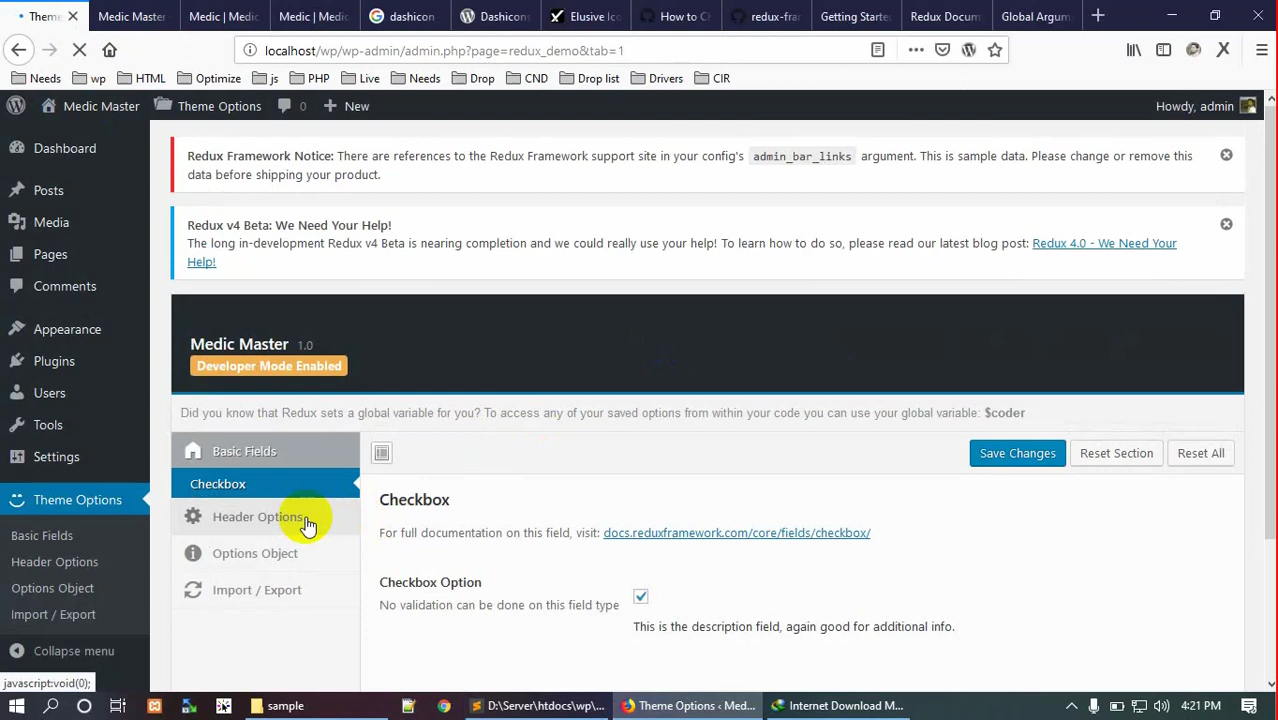 Theme
Medic Master
Medic | Medic
Medic | Medic
dashicon
Dashicons
Elusive Ico
How to Ch
redux-fran
Getting Starte
Redux Docum
Global Argum
localhost/wp/wp-admin/admin.php?page=redux_demo&tab=1
Needs
wp
HTML
Optimize
js
PHP
Live
Needs
Drop
CND
Drop list
Drivers
CIR
Medic Master
Theme Options
0
New
Howdy, admin
Dashboard
Posts
Media
Pages
Comments
Appearance
Plugins
Users
Tools
Settings
Theme Options
Basic Fields
Header Options
Options Object
Import / Export
Collapse menu
javascript:void(0);
Redux Framework Notice: There are references to the Redux Framework support site in your config's admin_bar_links argument. This is sample data. Please change or remove this
data before shipping your product.
Redux v4 Beta: We Need Your Help!
The long in-development Redux v4 Beta is nearing completion and we could really use your help! To learn how to do so, please read our latest blog post: Redux 4.0 - We Need Your
Help!
Medic Master 1.0
Developer Mode Enabled
Did you know that Redux sets a global variable for you? To access any of your saved options from within your code you can use your global variable: $coder
Basic Fields
Checkbox
Header Options
Options Object
Import / Export
Save Changes
Reset Section
Reset All
Checkbox
For full documentation on this field, visit: docs.reduxframework.com/core/fields/checkbox/
Checkbox Option
No validation can be done on this field type
This is the description field, again good for additional info.
sample
D:\Server\htdocs\wp\...
Theme Options ‹ Med...
Internet Download M...
4:21 PM